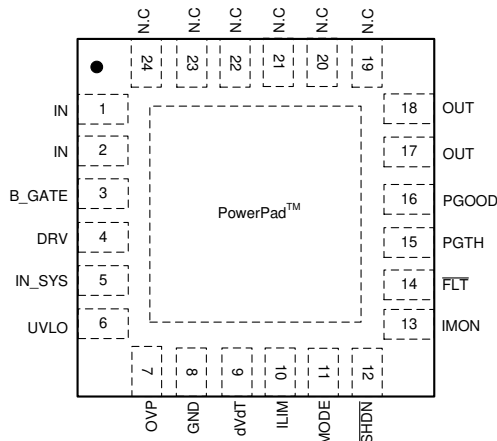 N.C N.C N.C N.C N.C N.C
24 23 22 21 20 19
IN 1
IN 2
B_GATE 3
DRV 4
IN_SYS 5
UVLO 6
PowerPad™
18 OUT
17 OUT
16 PGOOD
15 PGTH
14 F̅L̅T̅
13 IMON
7 8 9 10 11 12
OVP GND dVdT ILIM MODE S̅H̅D̅N̅